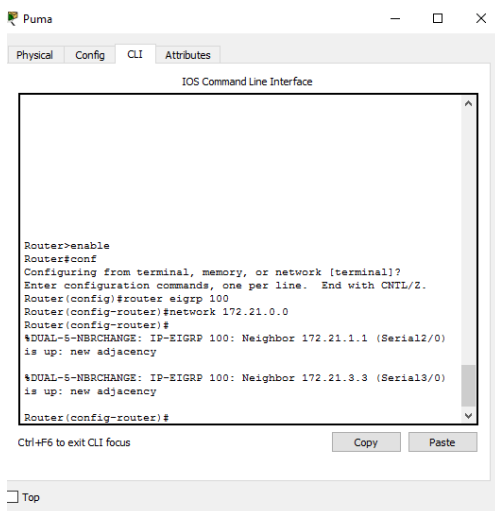 Puma
Physical Config CLI Attributes
IOS Command Line Interface
Router>enable
Router#conf
Configuring from terminal, memory, or network [terminal]?
Enter configuration commands, one per line.  End with CNTL/Z.
Router(config)#router eigrp 100
Router(config-router)#network 172.21.0.0
Router(config-router)#
%DUAL-5-NBRCHANGE: IP-EIGRP 100: Neighbor 172.21.1.1 (Serial2/0)
is up: new adjacency
%DUAL-5-NBRCHANGE: IP-EIGRP 100: Neighbor 172.21.3.3 (Serial3/0)
is up: new adjacency
Router(config-router)#
Ctrl+F6 to exit CLI focus Copy Paste
Top